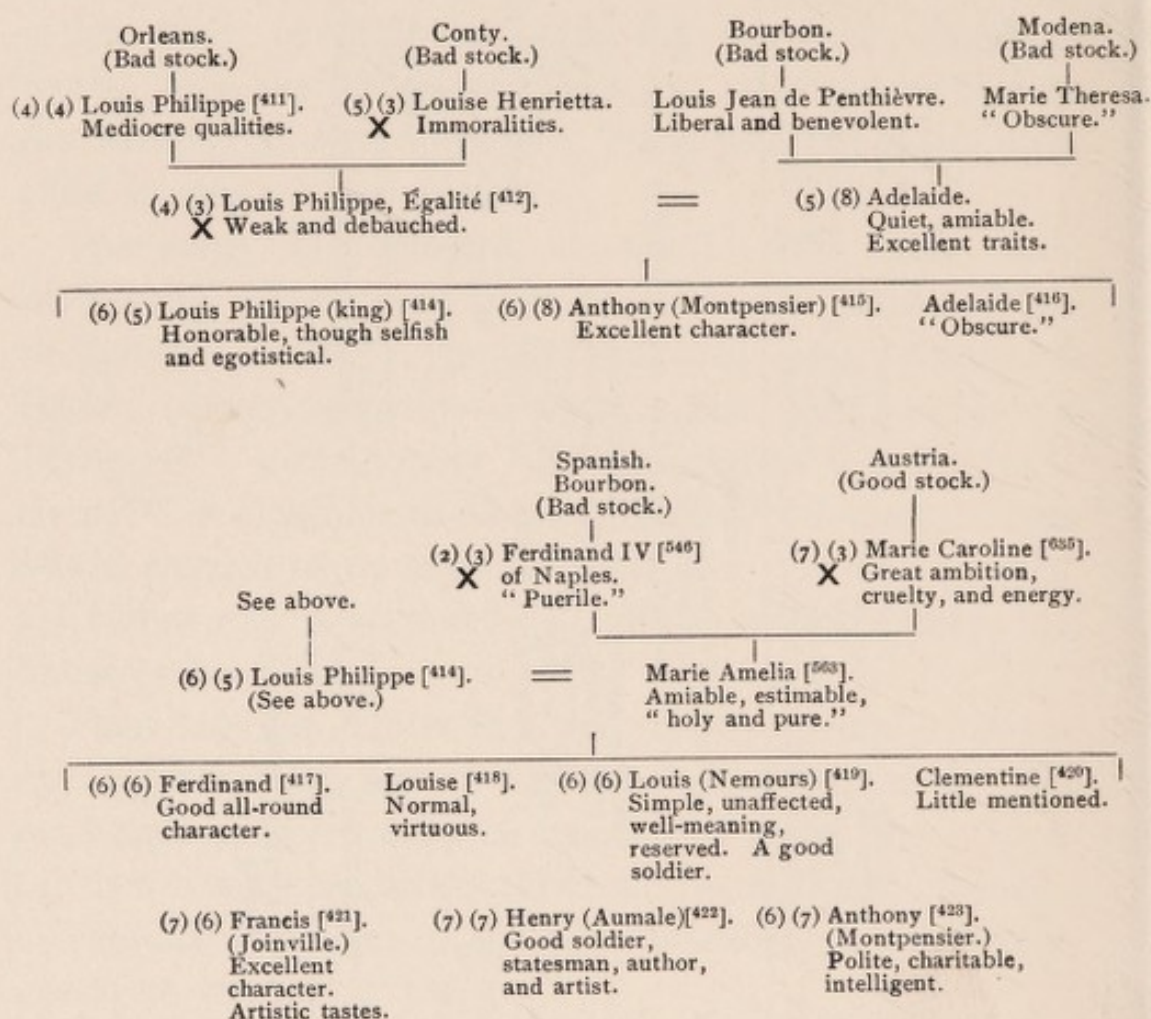 Orleans. Conty. Bourbon. Modena.
(Bad stock.) (Bad stock.) (Bad stock.) (Bad stock.)
(4) (4) Louis Philippe [411]. (5) (3) Louise Henrietta. Louis Jean de Penthièvre. Marie Theresa.
Mediocre qualities. X Immoralities. Liberal and benevolent. “Obscure.”
(4) (3) Louis Philippe, Égalité [412]. = (5) (8) Adelaide.
X Weak and debauched. Quiet, amiable.
Excellent traits.
(6) (5) Louis Philippe (king) [414]. (6) (8) Anthony (Montpensier) [415]. Adelaide [416].
Honorable, though selfish Excellent character. “Obscure.”
and egotistical.
Spanish. Austria.
Bourbon. (Good stock.)
(Bad stock.)
(2) (3) Ferdinand IV [546] (7) (3) Marie Caroline [635].
X of Naples. X Great ambition,
“Puerile.” cruelty, and energy.
See above.
(6) (5) Louis Philippe [414]. = Marie Amelia [563].
(See above.) Amiable, estimable,
“holy and pure.”
(6) (6) Ferdinand [417]. Louise [418]. (6) (6) Louis (Nemours) [419]. Clementine [420].
Good all-round Normal, Simple, unaffected, Little mentioned.
character. virtuous. well-meaning,
reserved. A good
soldier.
(7) (6) Francis [421]. (7) (7) Henry (Aumale)[422]. (6) (7) Anthony [423].
(Joinville.) Good soldier, (Montpensier.)
Excellent statesman, author, Polite, charitable,
character. and artist. intelligent.
Artistic tastes.